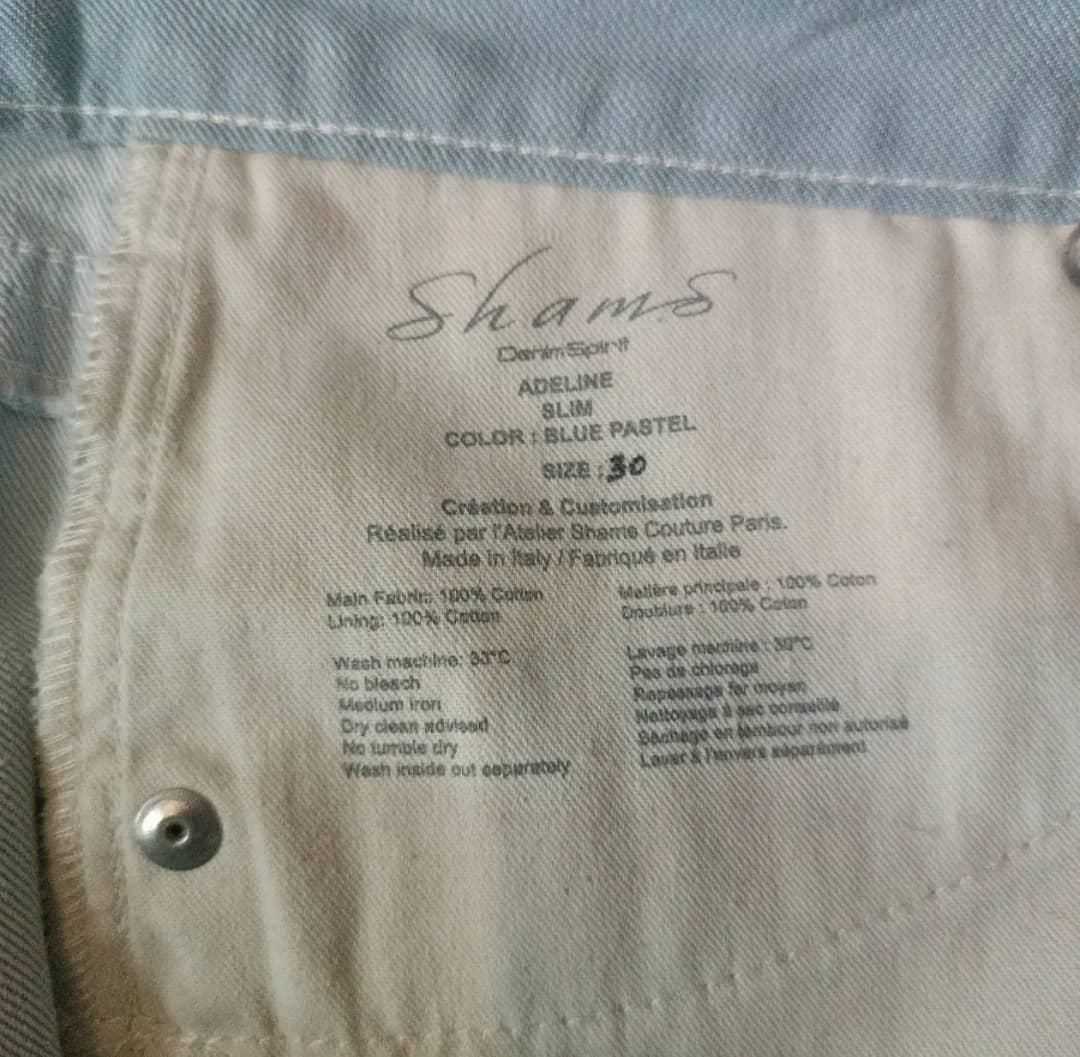 Shams
Denim Spirit
ADELINE
SLIM
COLOR : BLUE PASTEL
SIZE : 30
Création & Customisation
Réalisé par l'Atelier Shams Couture Paris.
Made in Italy / Fabriqué en Italie
Main Fabric: 100% Cotton
Lining: 100% Cotton
Wash machine: 30°C
No bleach
Medium iron
Dry clean advised
No tumble dry
Wash inside out separately
Matière principale : 100% Coton
Doublure : 100% Coton
Lavage machine : 30°C
Pas de chlorage
Repassage fer moyen
Nettoyage à sec conseillé
Séchage en tambour non autorisé
Laver à l'envers séparément